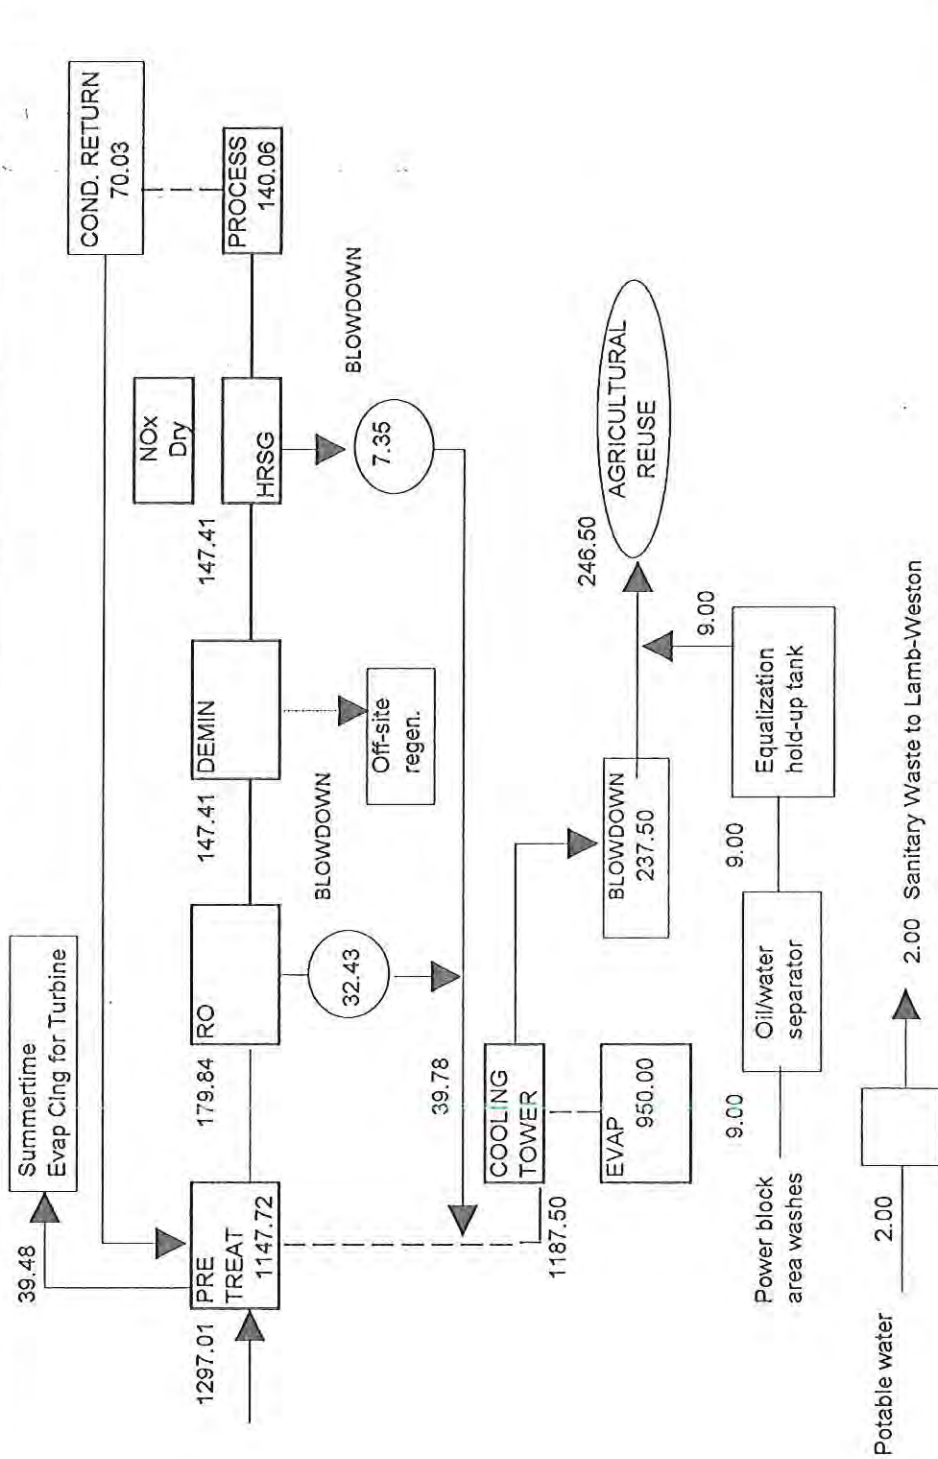 Summertime
Evap Clng for Turbine
39.48
COND. RETURN
70.03
1297.01
PRE
TREAT
1147.72
179.84
RO
147.41
DEMIN
147.41
HRSG
NOx
Dry
PROCESS
140.06
32.43
BLOWDOWN
Off-site
regen.
7.35
BLOWDOWN
39.78
1187.50
COOLING
TOWER
EVAP
950.00
BLOWDOWN
237.50
246.50
AGRICULTURAL
REUSE
Power block
area washes
9.00
Oil/water
separator
9.00
Equalization
hold-up tank
9.00
Potable water
2.00
2.00 Sanitary Waste to Lamb-Weston